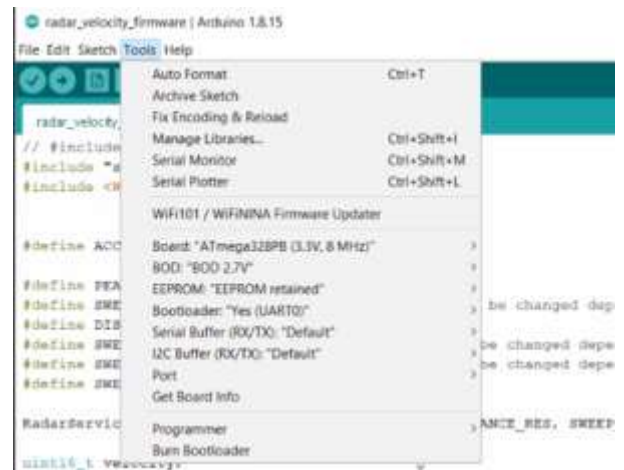 radar_velocity_firmware | Arduino 1.8.15
File Edit Sketch Tools Help
Auto Format Ctrl+T
Archive Sketch
Fix Encoding & Reload
Manage Libraries... Ctrl+Shift+I
Serial Monitor Ctrl+Shift+M
Serial Plotter Ctrl+Shift+L
WiFi101 / WiFiNINA Firmware Updater
Board: "ATmega328PB (3.3V, 8 MHz)"
BOD: "BOD 2.7V"
EEPROM: "EEPROM retained"
Bootloader: "Yes (UART0)"
Serial Buffer (RX/TX): "Default"
I2C Buffer (RX/TX): "Default"
Port
Get Board Info
Programmer
Burn Bootloader
radar_velocity_
// #include
#include "
#include <
#define ACC
#define PEA
#define SWE be changed dep
#define DIS
#define SWE be changed depe
#define SWE be changed depe
#define SWE
RadarServic ANCE_RES, SWEEP
uint16_t velocity;